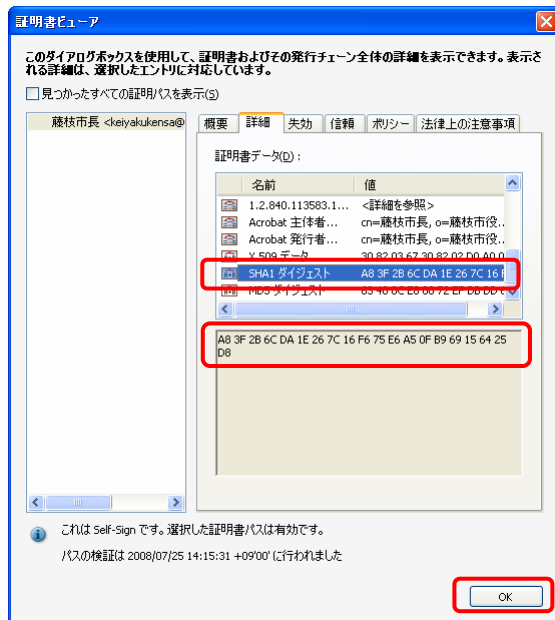 証明書ビューア
このダイアログボックスを使用して、証明書およびその発行チェーン全体の詳細を表示できます。表示さ
れる詳細は、選択したエントリに対応しています。
見つかったすべての証明パスを表示(S)
藤枝市長 <keiyakukensa@
概要 詳細 失効 信頼 ポリシー 法律上の注意事項
証明書データ(D):
名前 値
1.2.840.113583.1... <詳細を参照>
Acrobat 主体者... cn=藤枝市長, o=藤枝市役..
Acrobat 発行者... cn=藤枝市長, o=藤枝市役..
X.509 データ 30 82 03 67 30 82 02 D0 A0 0
SHA1 ダイジェスト A8 3F 2B 6C DA 1E 26 7C 16 F
MD5 ダイジェスト
A8 3F 2B 6C DA 1E 26 7C 16 F6 75 E6 A5 0F B9 69 15 64 25
D8
これは Self-Sign です。選択した証明書パスは有効です。
パスの検証は 2008/07/25 14:15:31 +09'00' に行われました
OK